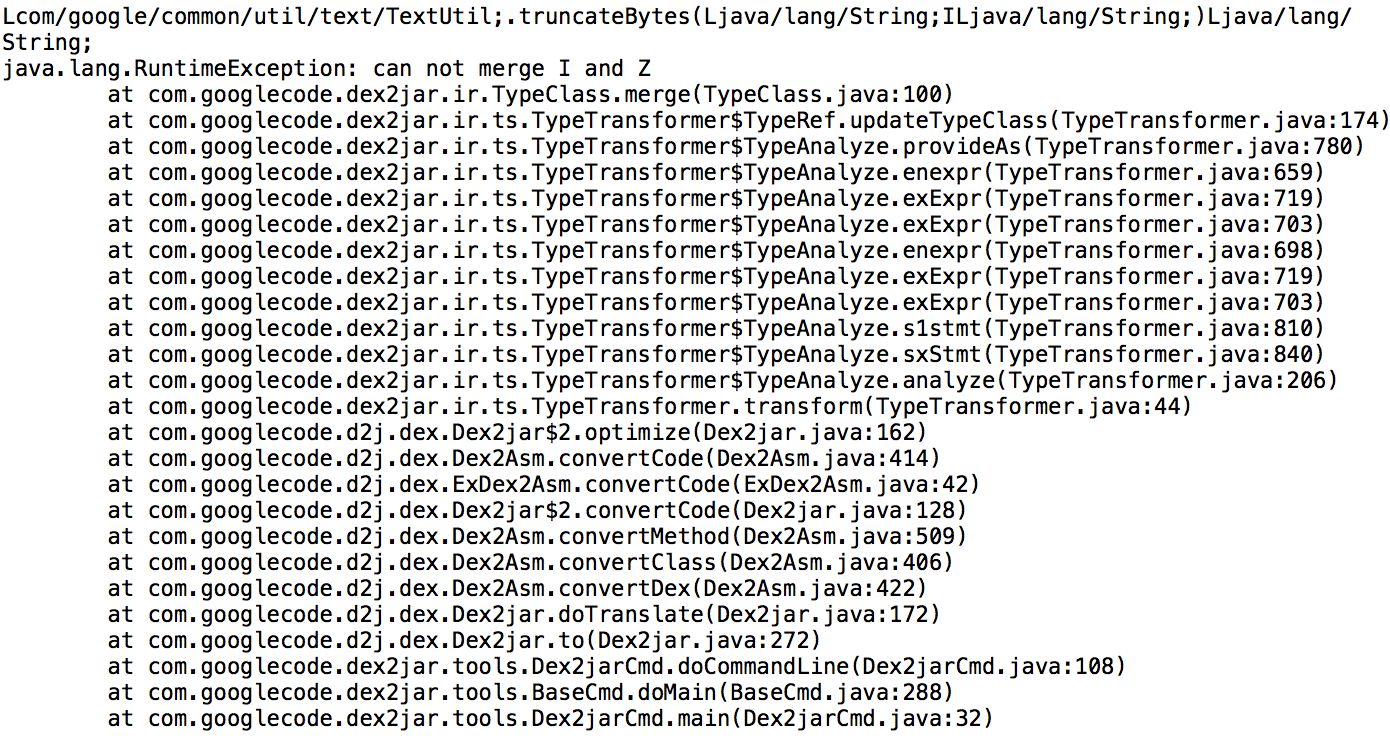 Lcom/google/common/util/text/TextUtil;.truncateBytes(Ljava/lang/String;ILjava/lang/String;)Ljava/lang/
String;
java.lang.RuntimeException: can not merge I and Z
        at com.googlecode.dex2jar.ir.TypeClass.merge(TypeClass.java:100)
        at com.googlecode.dex2jar.ir.ts.TypeTransformer$TypeRef.updateTypeClass(TypeTransformer.java:174)
        at com.googlecode.dex2jar.ir.ts.TypeTransformer$TypeAnalyze.provideAs(TypeTransformer.java:780)
        at com.googlecode.dex2jar.ir.ts.TypeTransformer$TypeAnalyze.enexpr(TypeTransformer.java:659)
        at com.googlecode.dex2jar.ir.ts.TypeTransformer$TypeAnalyze.exExpr(TypeTransformer.java:719)
        at com.googlecode.dex2jar.ir.ts.TypeTransformer$TypeAnalyze.exExpr(TypeTransformer.java:703)
        at com.googlecode.dex2jar.ir.ts.TypeTransformer$TypeAnalyze.enexpr(TypeTransformer.java:698)
        at com.googlecode.dex2jar.ir.ts.TypeTransformer$TypeAnalyze.exExpr(TypeTransformer.java:719)
        at com.googlecode.dex2jar.ir.ts.TypeTransformer$TypeAnalyze.exExpr(TypeTransformer.java:703)
        at com.googlecode.dex2jar.ir.ts.TypeTransformer$TypeAnalyze.s1stmt(TypeTransformer.java:810)
        at com.googlecode.dex2jar.ir.ts.TypeTransformer$TypeAnalyze.sxStmt(TypeTransformer.java:840)
        at com.googlecode.dex2jar.ir.ts.TypeTransformer$TypeAnalyze.analyze(TypeTransformer.java:206)
        at com.googlecode.dex2jar.ir.ts.TypeTransformer.transform(TypeTransformer.java:44)
        at com.googlecode.d2j.dex.Dex2jar$2.optimize(Dex2jar.java:162)
        at com.googlecode.d2j.dex.Dex2Asm.convertCode(Dex2Asm.java:414)
        at com.googlecode.d2j.dex.ExDex2Asm.convertCode(ExDex2Asm.java:42)
        at com.googlecode.d2j.dex.Dex2jar$2.convertCode(Dex2jar.java:128)
        at com.googlecode.d2j.dex.Dex2Asm.convertMethod(Dex2Asm.java:509)
        at com.googlecode.d2j.dex.Dex2Asm.convertClass(Dex2Asm.java:406)
        at com.googlecode.d2j.dex.Dex2Asm.convertDex(Dex2Asm.java:422)
        at com.googlecode.d2j.dex.Dex2jar.doTranslate(Dex2jar.java:172)
        at com.googlecode.d2j.dex.Dex2jar.to(Dex2jar.java:272)
        at com.googlecode.dex2jar.tools.Dex2jarCmd.doCommandLine(Dex2jarCmd.java:108)
        at com.googlecode.dex2jar.tools.BaseCmd.doMain(BaseCmd.java:288)
        at com.googlecode.dex2jar.tools.Dex2jarCmd.main(Dex2jarCmd.java:32)